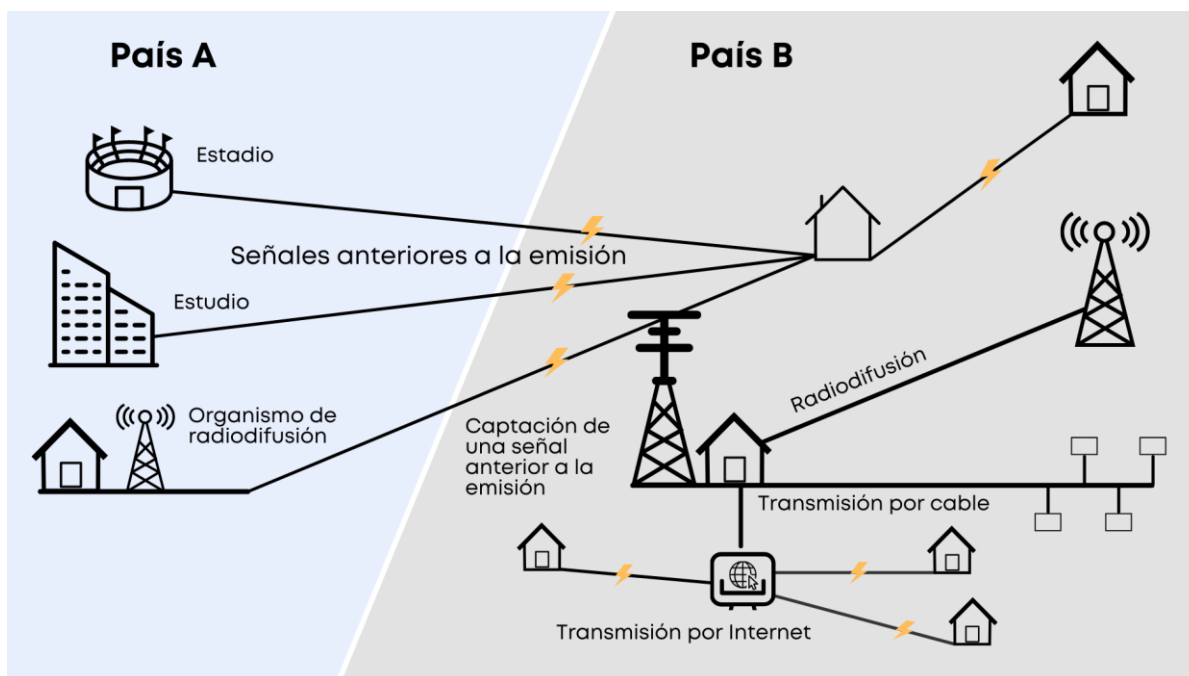 País A
País B
Estadio
Señales anteriores a la emisión
Estudio
Organismo de
radiodifusión
Captación de
una señal
anterior a la
emisión
Radiodifusión
Transmisión por cable
Transmisión por Internet